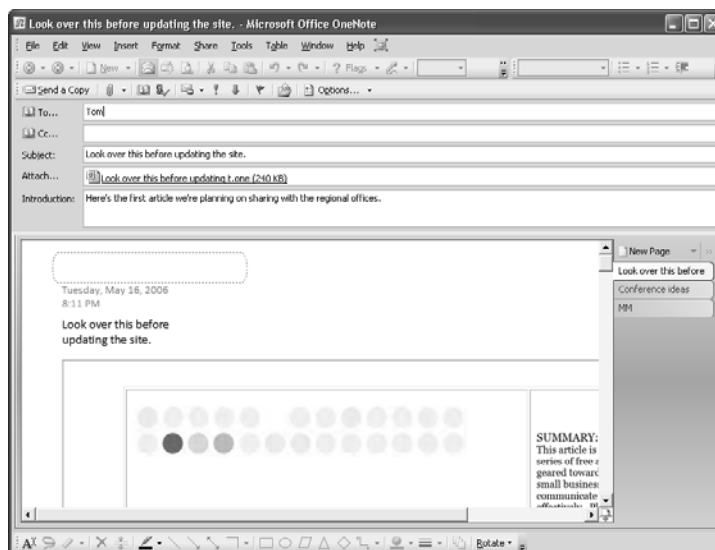 Look over this before updating the site. - Microsoft Office OneNote
File Edit View Insert Format Share Tools Table Window Help
New Flags
Send a Copy Options...
To... Tom
Cc...
Subject: Look over this before updating the site.
Attach... Look over this before updating t.one (240 KB)
Introduction: Here's the first article we're planning on sharing with the regional offices.
New Page
Look over this before
Conference ideas
MM
Tuesday, May 16, 2006
8:11 PM
Look over this before
updating the site.
SUMMARY:
This article is
series of free a
geared toward
small busines
communicate
Rotate